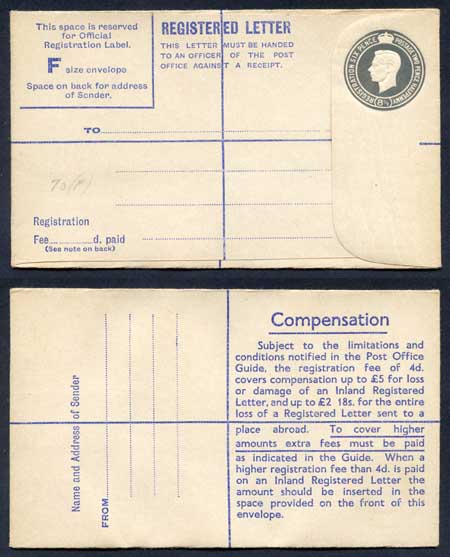 This space is reserved
for Official
Registration Label.
F size envelope
Space on back for address
of Sender.
REGISTERED LETTER
THIS LETTER MUST BE HANDED
TO AN OFFICER OF THE POST
OFFICE AGAINST A RECEIPT.
REGISTRATION SIX PENCE POSTAGE TWO PENCE HALFPENNY
(8½)
TO
70(P)
Registration
Fee..............d. paid
(See note on back)
Name and Address of Sender
FROM
Compensation
Subject to the limitations and
conditions notified in the Post Office
Guide, the registration fee of 4d.
covers compensation up to £5 for loss
or damage of an Inland Registered
Letter, and up to £2 18s. for the entire
loss of a Registered Letter sent to a
place abroad. To cover higher
amounts extra fees must be paid
as indicated in the Guide. When a
higher registration fee than 4d. is paid
on an Inland Registered Letter the
amount should be inserted in the
space provided on the front of this
envelope.